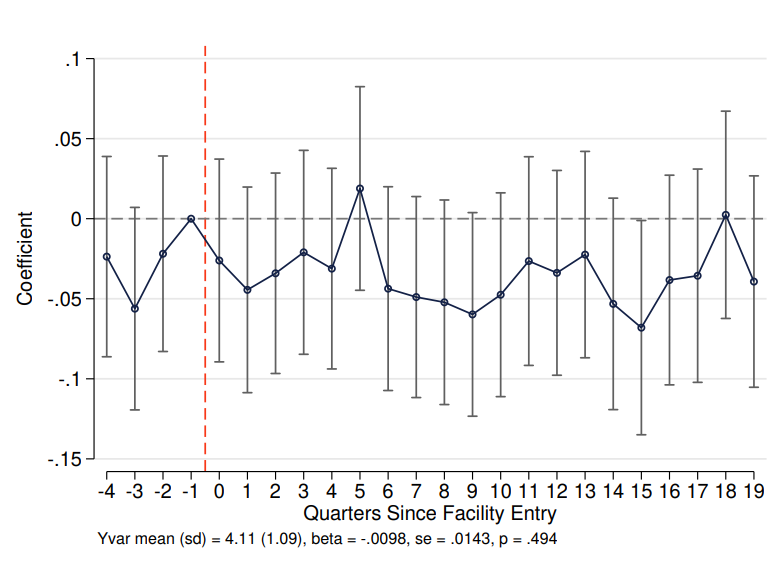 .1
.05
0
-.05
-.1
-.15
Coefficient
-4 -3 -2 -1 0 1 2 3 4 5 6 7 8 9 10 11 12 13 14 15 16 17 18 19
Quarters Since Facility Entry
Yvar mean (sd) = 4.11 (1.09), beta = -.0098, se = .0143, p = .494